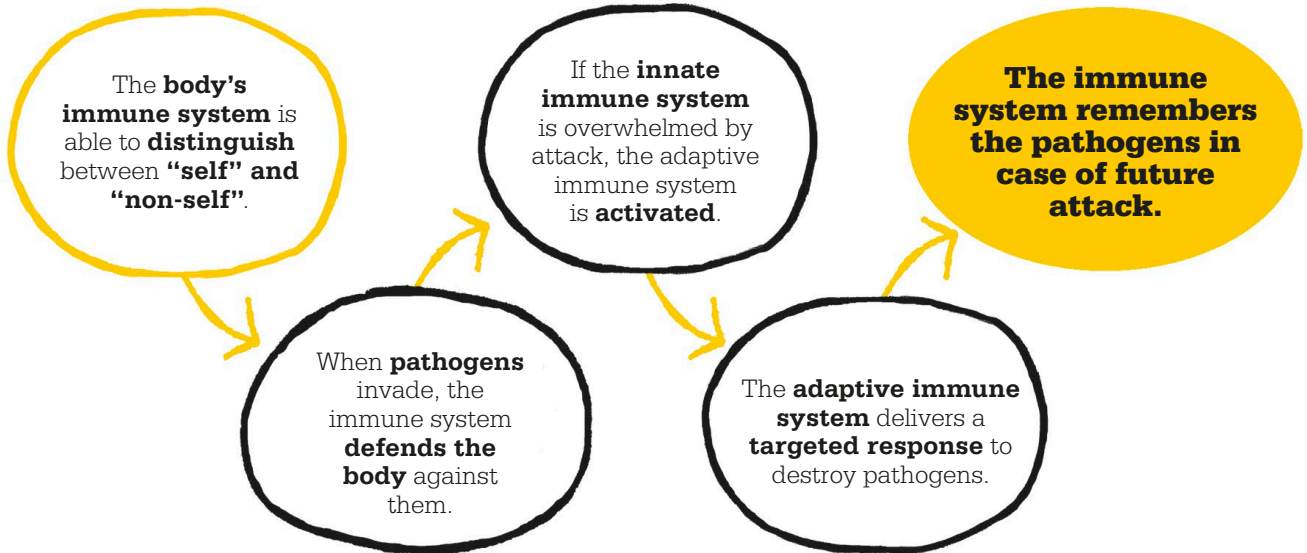 The body’s
immune system is
able to distinguish
between “self” and
“non-self”.
When pathogens
invade, the
immune system
defends the
body against
them.
If the innate
immune system
is overwhelmed by
attack, the adaptive
immune system
is activated.
The adaptive immune
system delivers a
targeted response to
destroy pathogens.
The immune
system remembers
the pathogens in
case of future
attack.